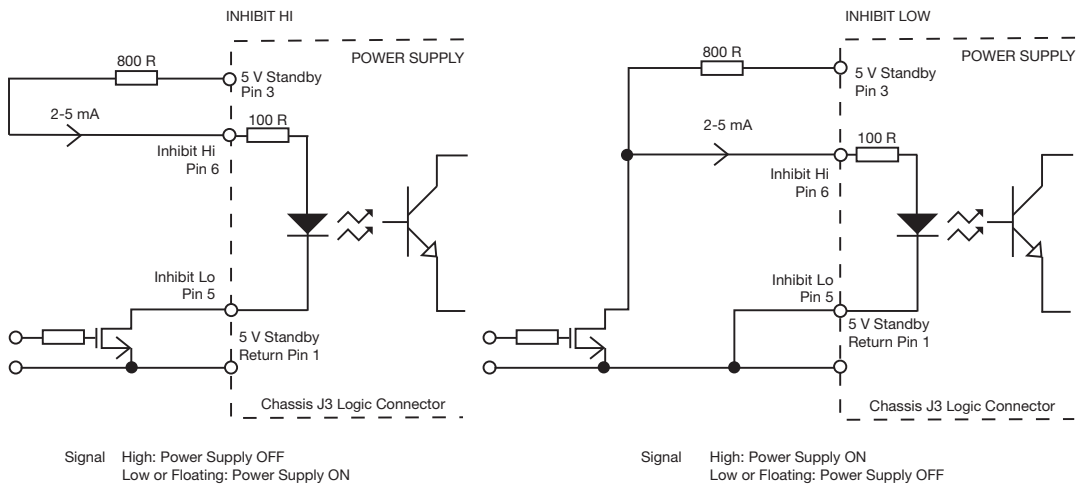 INHIBIT HI
POWER SUPPLY
800 R
5 V Standby
Pin 3
2-5 mA
100 R
Inhibit Hi
Pin 6
Inhibit Lo
Pin 5
5 V Standby
Return Pin 1
Chassis J3 Logic Connector
Signal High: Power Supply OFF
Low or Floating: Power Supply ON
INHIBIT LOW
POWER SUPPLY
800 R
5 V Standby
Pin 3
2-5 mA
100 R
Inhibit Hi
Pin 6
Inhibit Lo
Pin 5
5 V Standby
Return Pin 1
Chassis J3 Logic Connector
Signal High: Power Supply ON
Low or Floating: Power Supply OFF